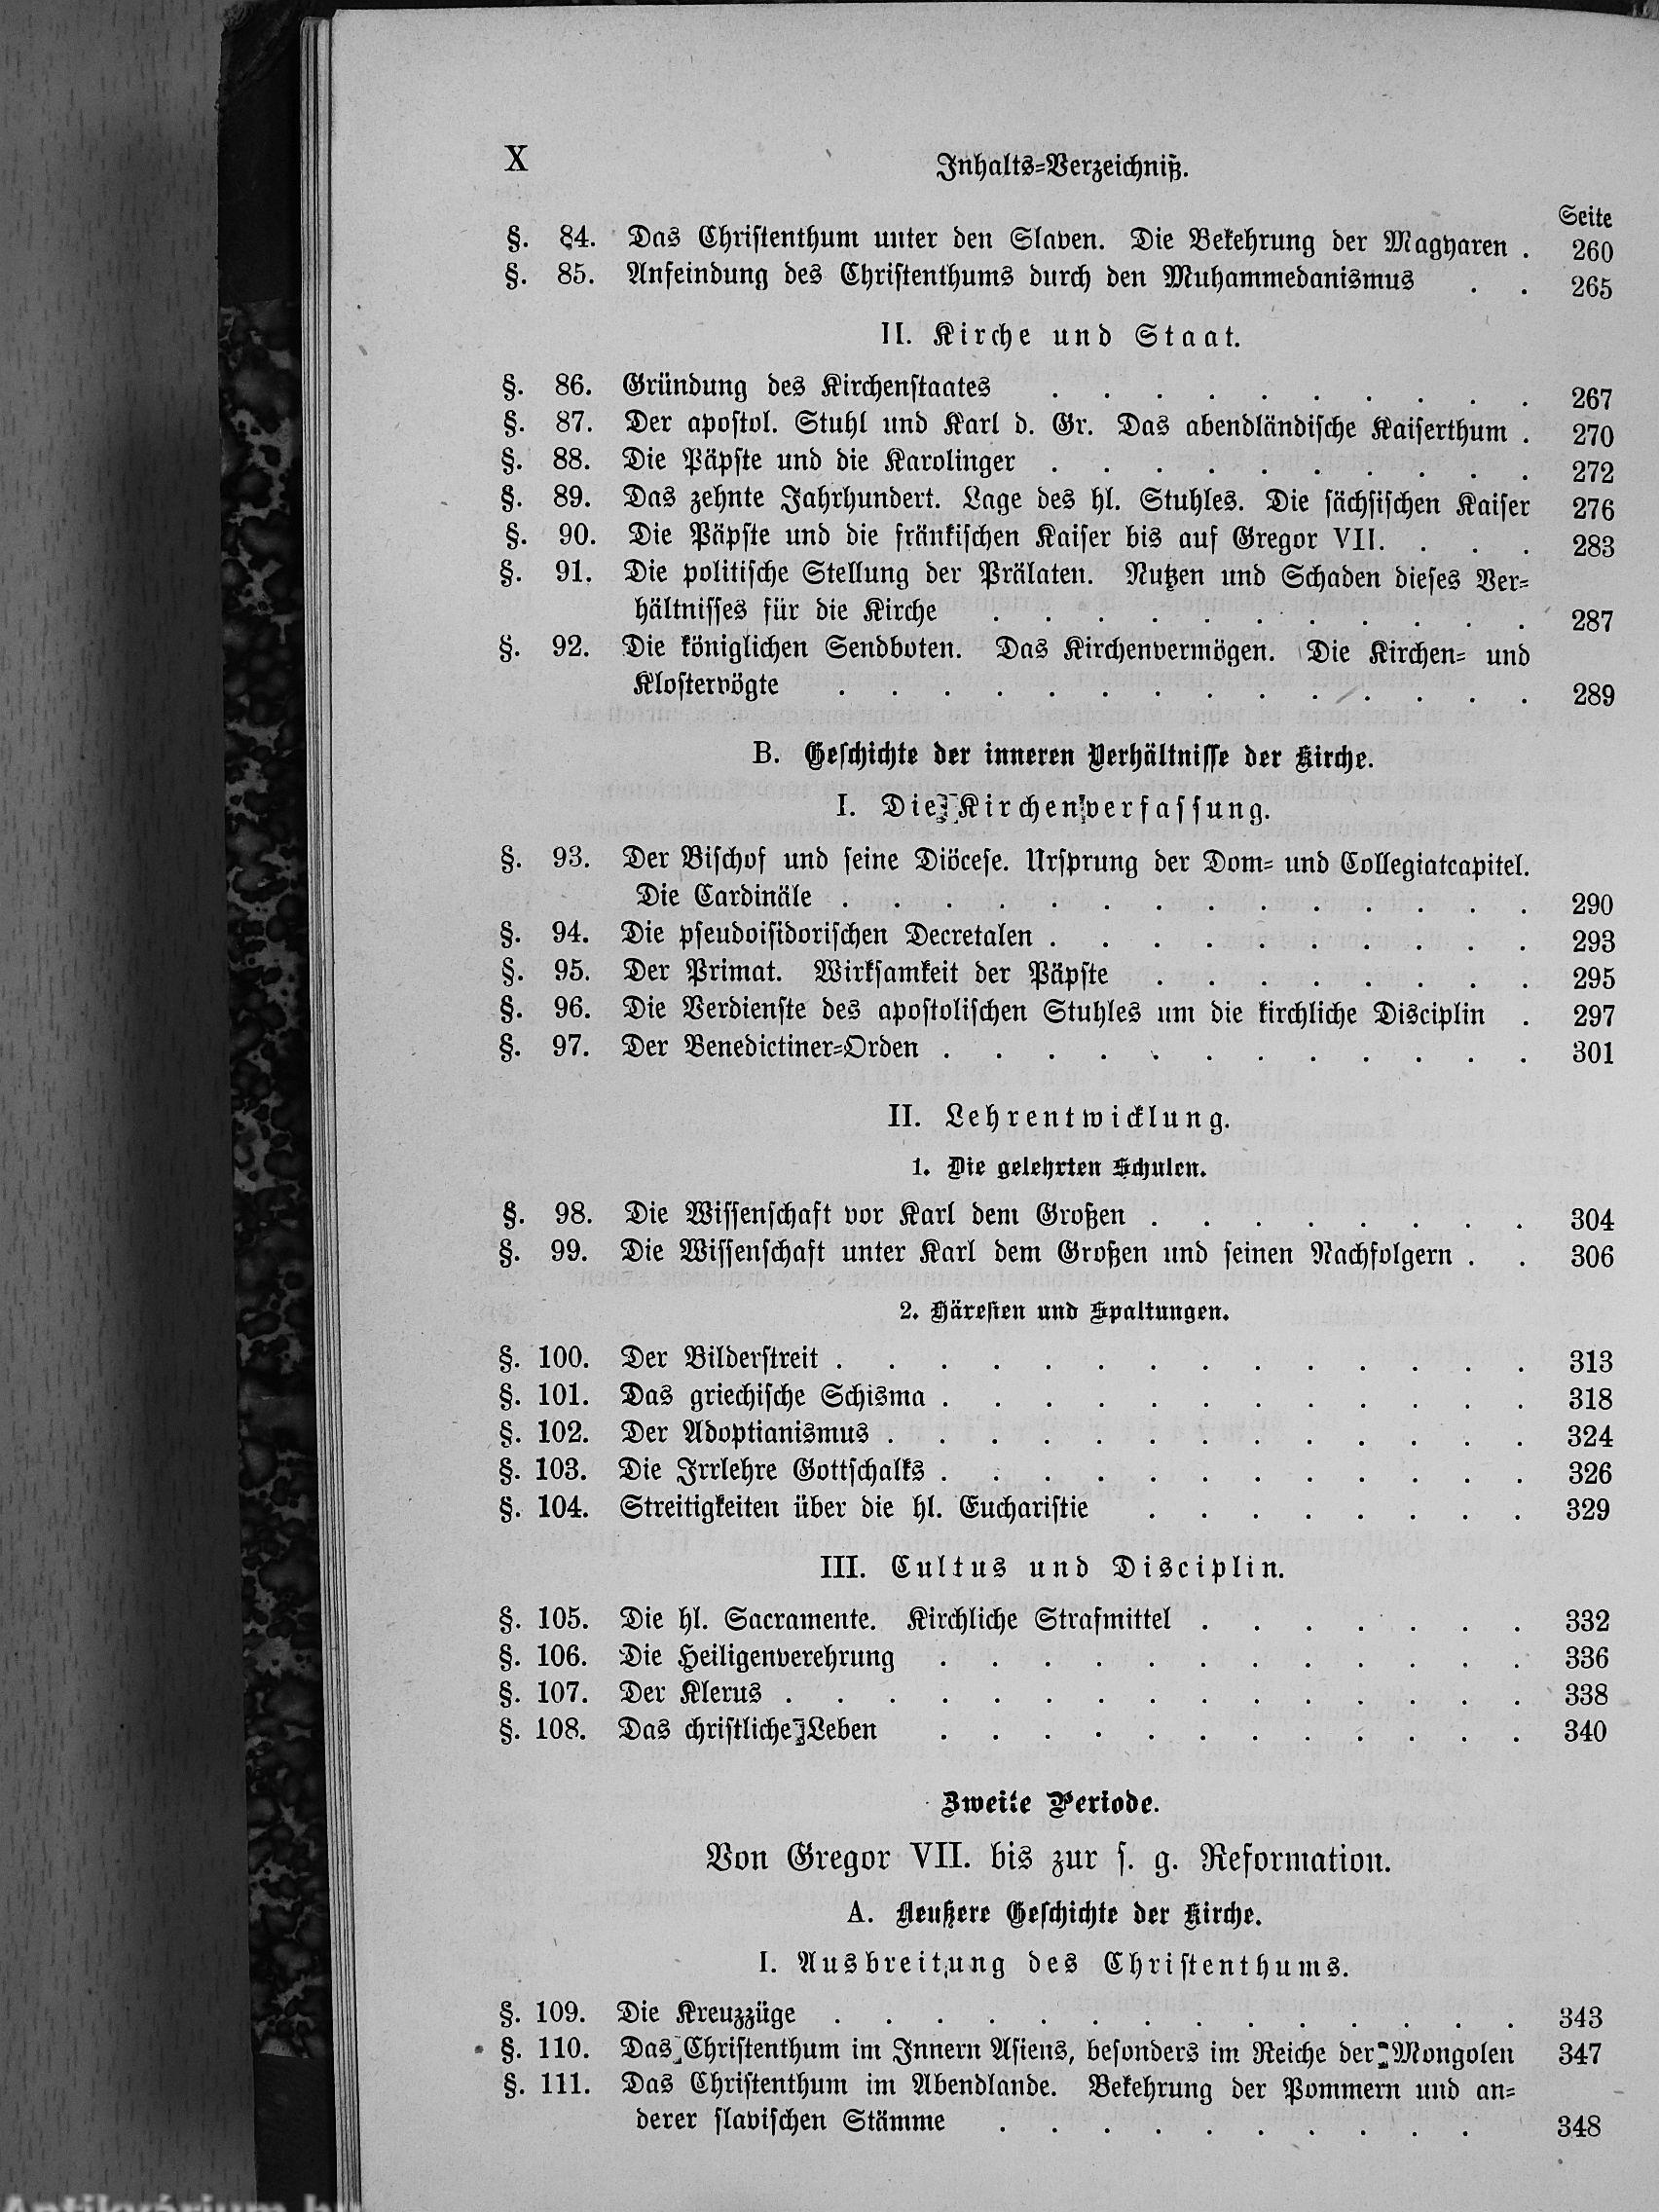 X
Inhalts=Verzeichniß.
Seite
§. 84. Das Christenthum unter den Slaven. Die Bekehrung der Magyaren . 260
§. 85. Anfeindung des Christenthums durch den Muhammedanismus . . 265
II. Kirche und Staat.
§. 86. Gründung des Kirchenstaates . . . . . . . . . . 267
§. 87. Der apostol. Stuhl und Karl d. Gr. Das abendländische Kaiserthum . 270
§. 88. Die Päpste und die Karolinger . . . . . . . . . . 272
§. 89. Das zehnte Jahrhundert. Lage des hl. Stuhles. Die sächsischen Kaiser 276
§. 90. Die Päpste und die fränkischen Kaiser bis auf Gregor VII. . . . 283
§. 91. Die politische Stellung der Prälaten. Nutzen und Schaden dieses Ver=
hältnisses für die Kirche . . . . . . . . . . . 287
§. 92. Die königlichen Sendboten. Das Kirchenvermögen. Die Kirchen= und
Klostervögte . . . . . . . . . . . . . . 289
B. Geschichte der inneren Verhältnisse der Kirche.
I. Die Kirchenverfassung.
§. 93. Der Bischof und seine Diöcese. Ursprung der Dom= und Collegiatcapitel.
Die Cardinäle . . . . . . . . . . . . . . 290
§. 94. Die pseudoisidorischen Decretalen . . . . . . . . . . 293
§. 95. Der Primat. Wirksamkeit der Päpste . . . . . . . . 295
§. 96. Die Verdienste des apostolischen Stuhles um die kirchliche Disciplin . 297
§. 97. Der Benedictiner=Orden . . . . . . . . . . . . 301
II. Lehrentwicklung.
1. Die gelehrten Schulen.
§. 98. Die Wissenschaft vor Karl dem Großen . . . . . . . . 304
§. 99. Die Wissenschaft unter Karl dem Großen und seinen Nachfolgern . . 306
2. Häresien und Spaltungen.
§. 100. Der Bilderstreit . . . . . . . . . . . . . . 313
§. 101. Das griechische Schisma . . . . . . . . . . . . 318
§. 102. Der Adoptianismus . . . . . . . . . . . . . 324
§. 103. Die Irrlehre Gottschalks . . . . . . . . . . . . 326
§. 104. Streitigkeiten über die hl. Eucharistie . . . . . . . . 329
III. Cultus und Disciplin.
§. 105. Die hl. Sacramente. Kirchliche Strafmittel . . . . . . . 332
§. 106. Die Heiligenverehrung . . . . . . . . . . . . 336
§. 107. Der Klerus . . . . . . . . . . . . . . . 338
§. 108. Das christliche Leben . . . . . . . . . . . . 340
Zweite Periode.
Von Gregor VII. bis zur s. g. Reformation.
A. Aeußere Geschichte der Kirche.
I. Ausbreitung des Christenthums.
§. 109. Die Kreuzzüge . . . . . . . . . . . . . . 343
§. 110. Das Christenthum im Innern Asiens, besonders im Reiche der Mongolen 347
§. 111. Das Christenthum im Abendlande. Bekehrung der Pommern und an=
derer slavischen Stämme . . . . . . . . . . 348